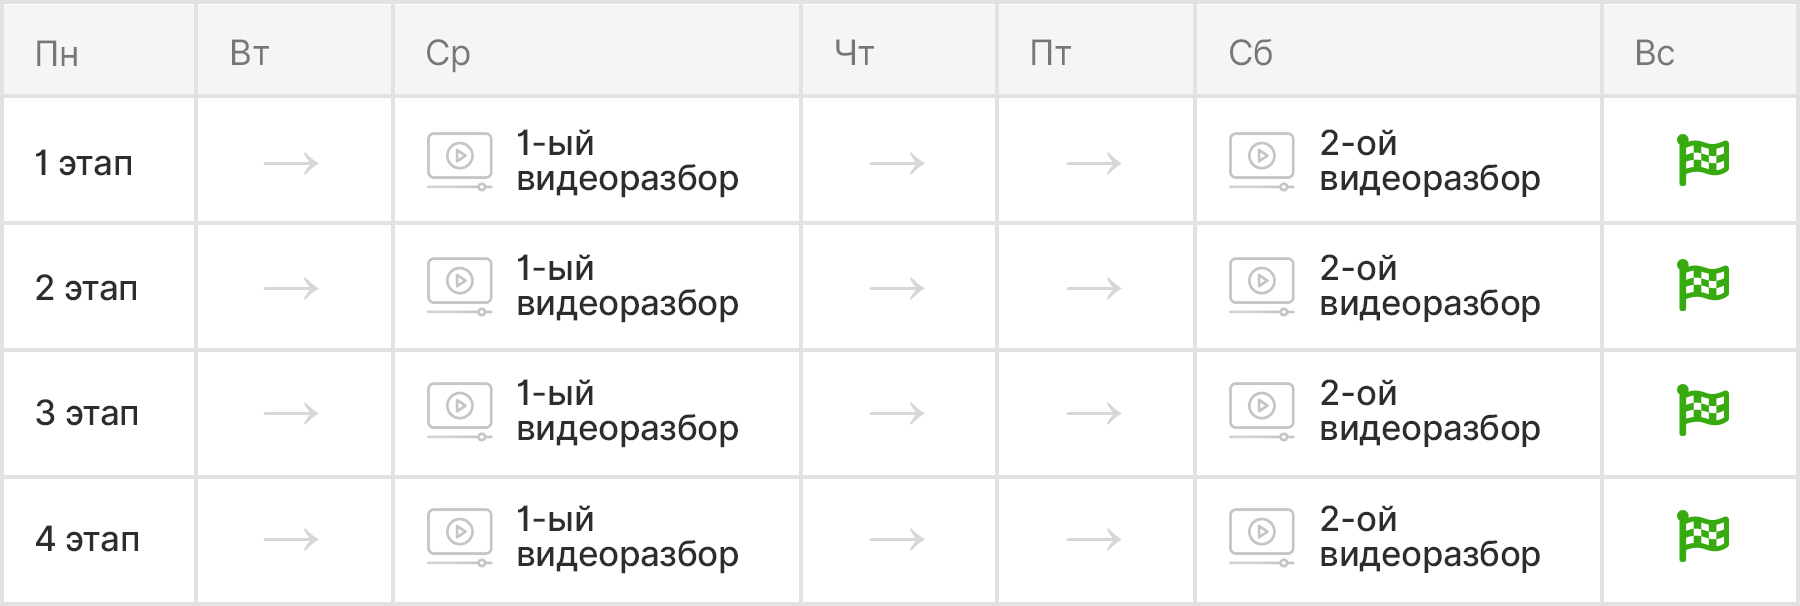 Пн Вт Ср Чт Пт Сб Вс
1 этап
1-ый
видеоразбор
2-ой
видеоразбор
2 этап
1-ый
видеоразбор
2-ой
видеоразбор
3 этап
1-ый
видеоразбор
2-ой
видеоразбор
4 этап
1-ый
видеоразбор
2-ой
видеоразбор